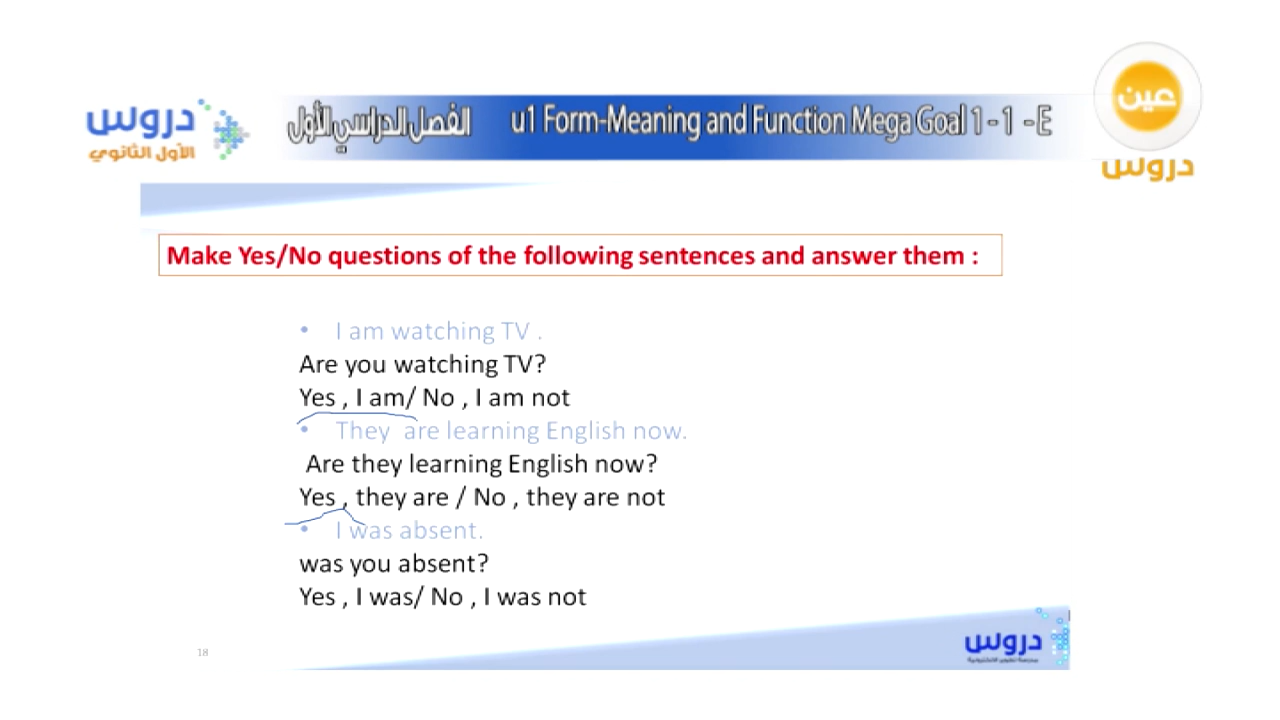 دروس
الأول الثانوي
الفصل الدراسي الأول
u1 Form-Meaning and Function Mega Goal 1 - 1 - E
عين
دروس
Make Yes/No questions of the following sentences and answer them :
• I am watching TV .
Are you watching TV?
Yes , I am/ No , I am not
• They are learning English now.
Are they learning English now?
Yes , they are / No , they are not
• I was absent.
was you absent?
Yes , I was/ No , I was not
18
دروس